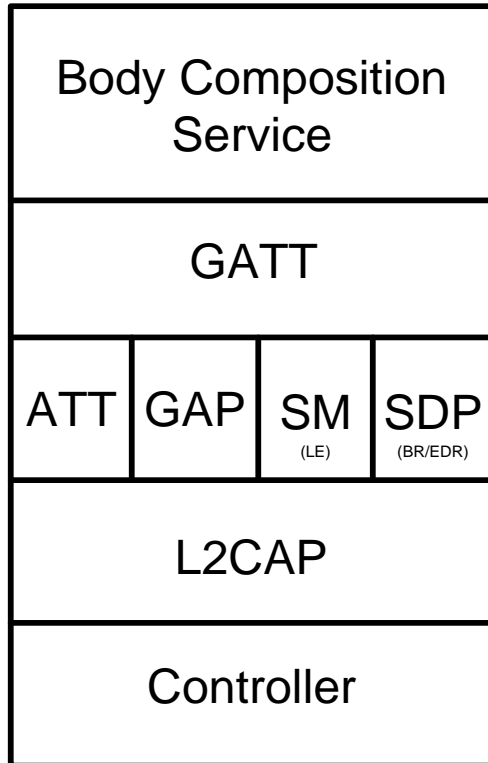 Body Composition
Service
GATT
ATT GAP SM SDP
(LE) (BR/EDR)
L2CAP
Controller